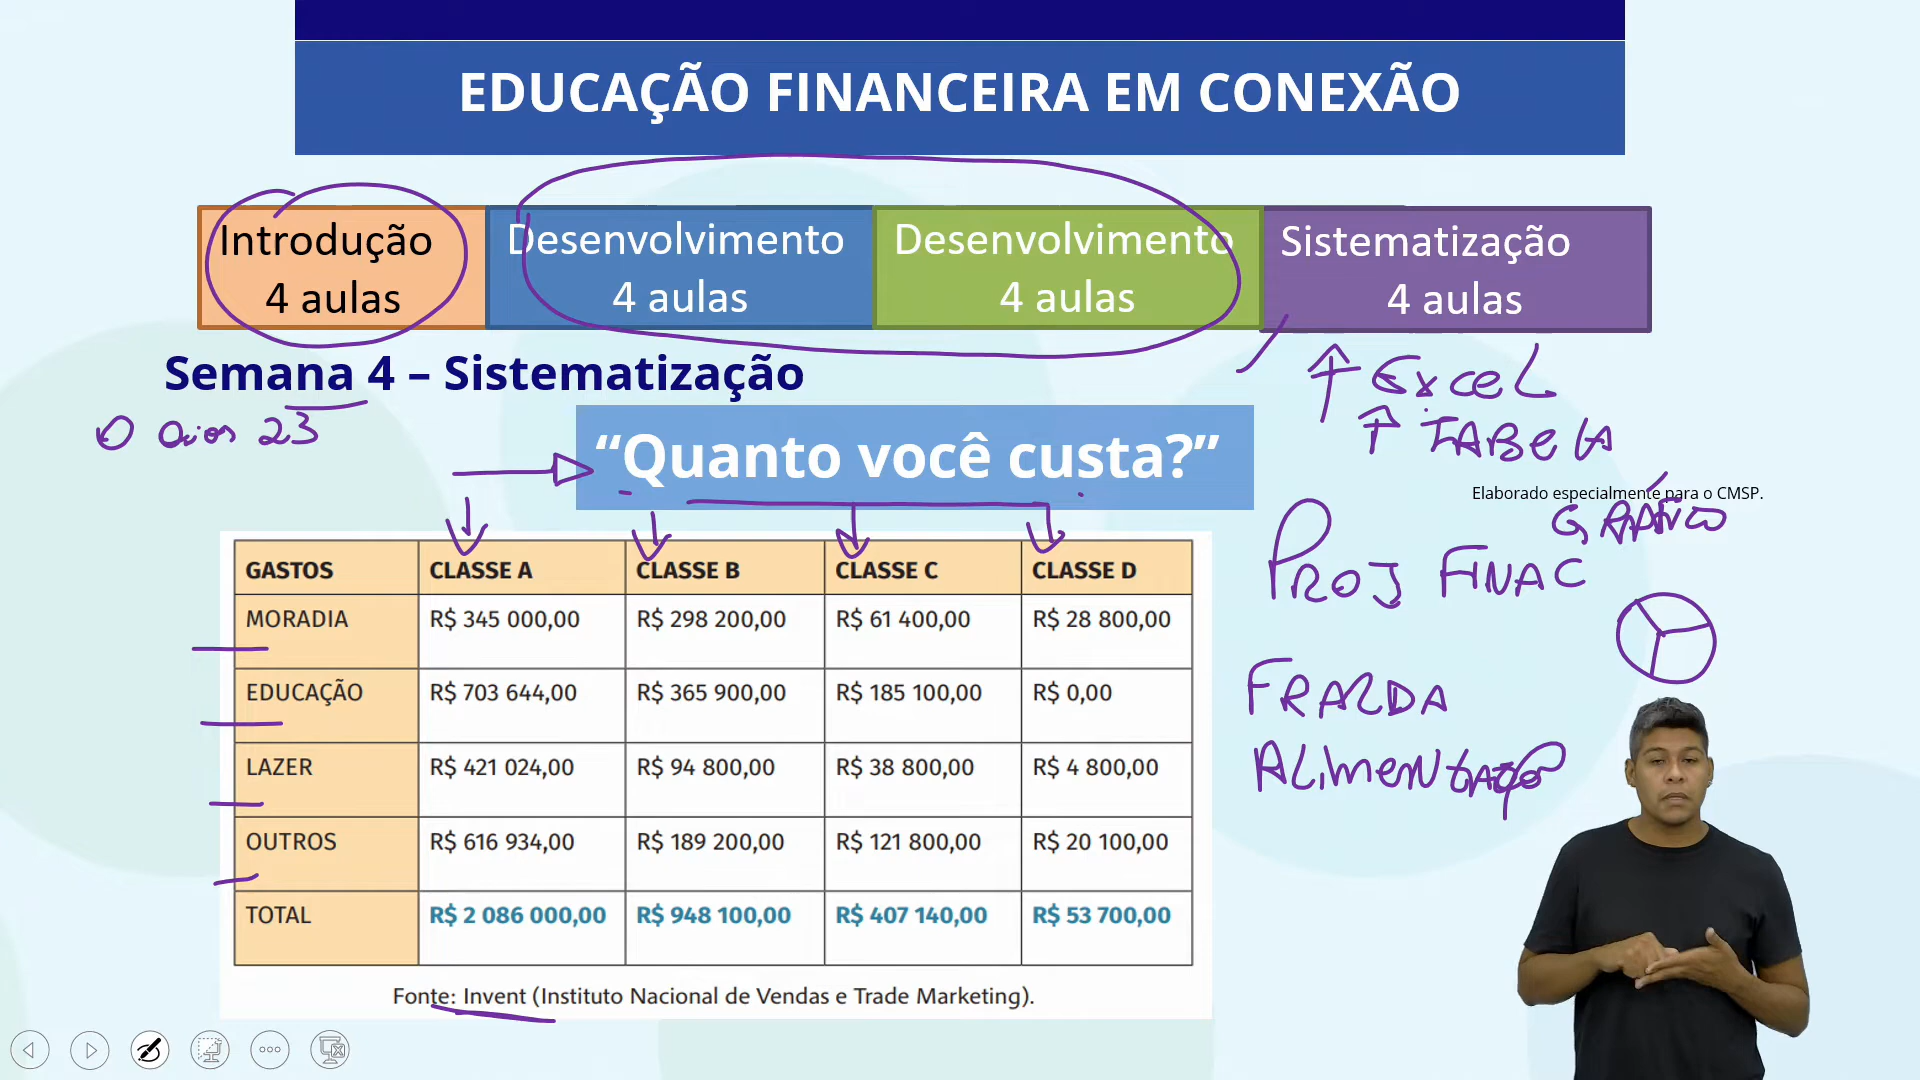 EDUCAÇÃO FINANCEIRA EM CONEXÃO
Introdução
4 aulas
Desenvolvimento
4 aulas
Desenvolvimento
4 aulas
Sistematização
4 aulas
Semana 4 – Sistematização
23
“Quanto você custa?”
EXCEL
TABELA
Elaborado especialmente para o CMSP.
GRÁFICO
PROJ FINAC
FRALDA
ALIMENTAÇÃO
GASTOS CLASSE A CLASSE B CLASSE C CLASSE D
MORADIA R$ 345 000,00 R$ 298 200,00 R$ 61 400,00 R$ 28 800,00
EDUCAÇÃO R$ 703 644,00 R$ 365 900,00 R$ 185 100,00 R$ 0,00
LAZER R$ 421 024,00 R$ 94 800,00 R$ 38 800,00 R$ 4 800,00
OUTROS R$ 616 934,00 R$ 189 200,00 R$ 121 800,00 R$ 20 100,00
TOTAL R$ 2 086 000,00 R$ 948 100,00 R$ 407 140,00 R$ 53 700,00
Fonte: Invent (Instituto Nacional de Vendas e Trade Marketing).